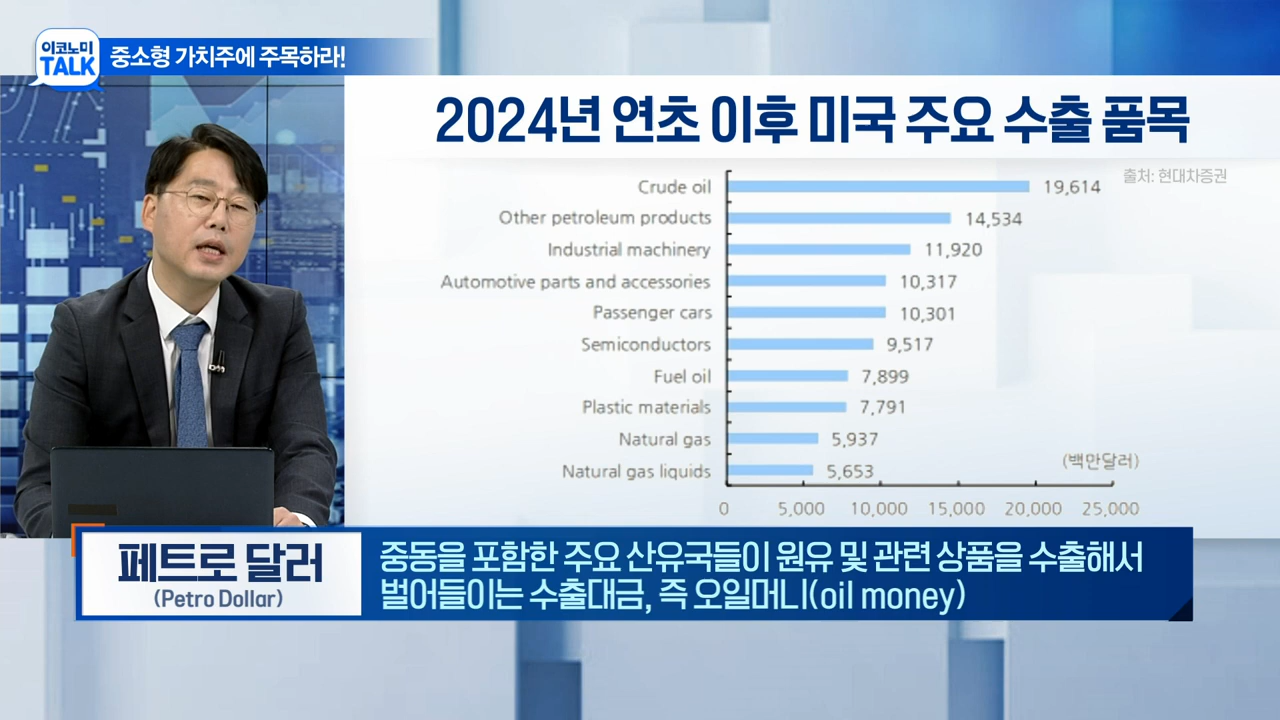 이코노미
TALK
중소형 가치주에 주목하라!
2024년 연초 이후 미국 주요 수출 품목
출처: 현대차증권
Crude oil 19,614
Other petroleum products 14,534
Industrial machinery 11,920
Automotive parts and accessories 10,317
Passenger cars 10,301
Semiconductors 9,517
Fuel oil 7,899
Plastic materials 7,791
Natural gas 5,937
(백만달러)
Natural gas liquids 5,653
0 5,000 10,000 15,000 20,000 25,000
페트로 달러
(Petro Dollar)
중동을 포함한 주요 산유국들이 원유 및 관련 상품을 수출해서
벌어들이는 수출대금, 즉 오일머니(oil money)